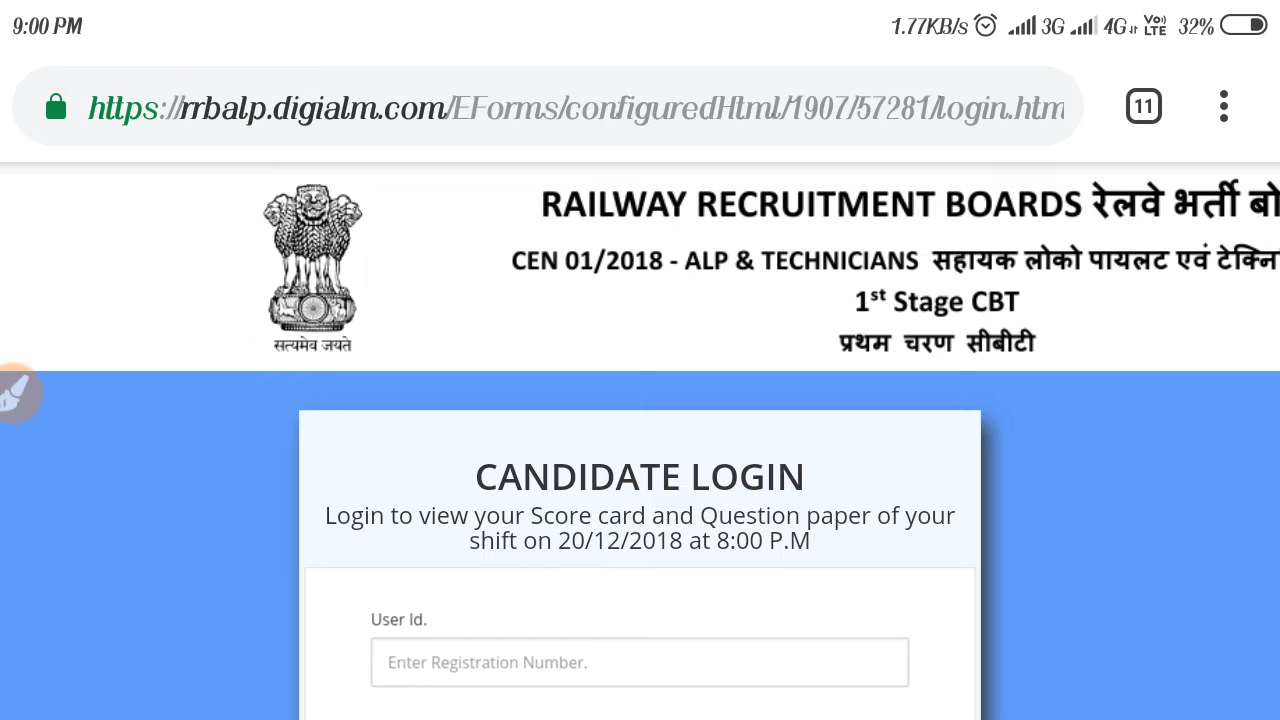 9:00 PM
1.77KB/s 3G 4G Vo) LTE 32%
https://rrbalp.digialm.com/EForms/configuredHtml/1907/57281/login.htm
11
RAILWAY RECRUITMENT BOARDS रेलवे भर्ती बो
CEN 01/2018 - ALP & TECHNICIANS सहायक लोको पायलट एवं टेक्नि
1st Stage CBT
प्रथम चरण सीबीटी
सत्यमेव जयते
CANDIDATE LOGIN
Login to view your Score card and Question paper of your
shift on 20/12/2018 at 8:00 P.M
User Id.
Enter Registration Number.